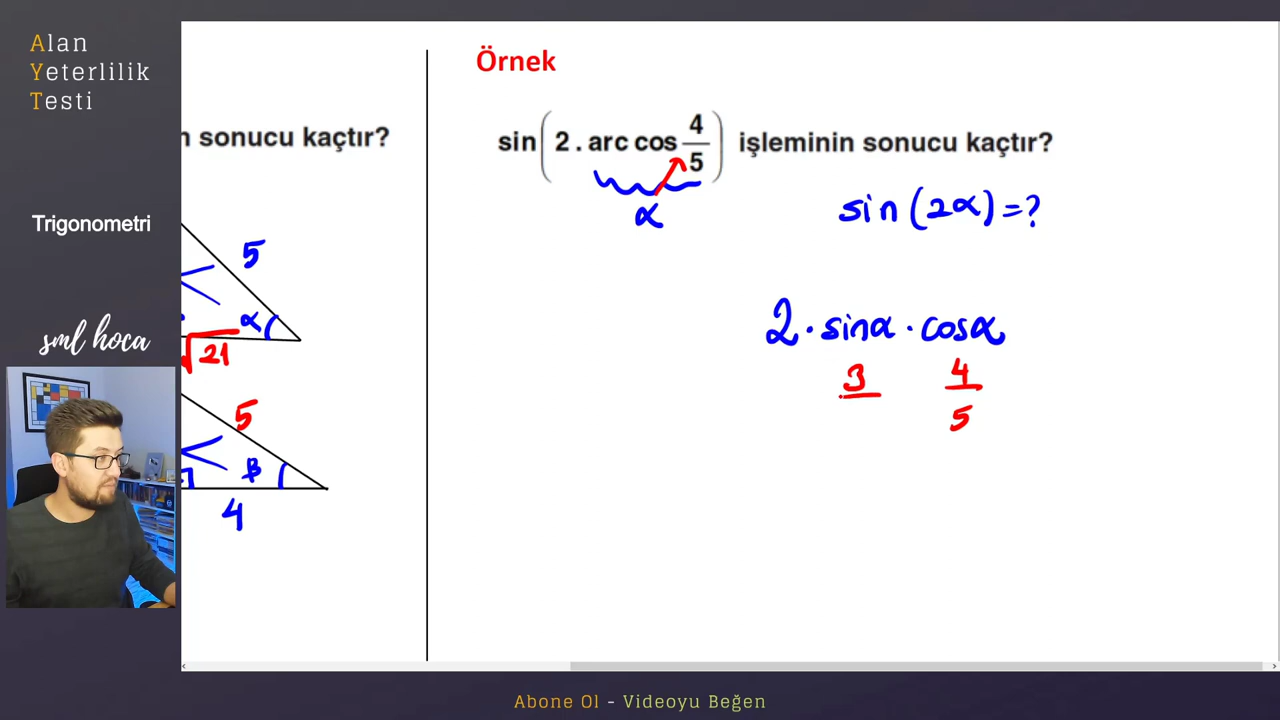 Alan
Yeterlilik
Testi
Trigonometri
sml hoca
n sonucu kaçtır?
5
α
√21
5
β
4
Örnek
sin(2 . arc cos 4/5) işleminin sonucu kaçtır?
α
sin(2α)=?
2·sinα·cosα
3 4
5
Abone Ol - Videoyu Beğen